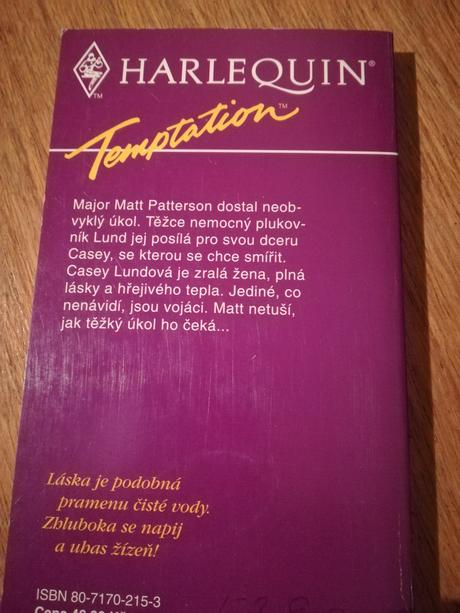 HARLEQUIN®
TM
Temptation™
Major Matt Patterson dostal neob-
vyklý úkol. Těžce nemocný plukov-
ník Lund jej posílá pro svou dceru
Casey, se kterou se chce smířit.
Casey Lundová je zralá žena, plná
lásky a hřejivého tepla. Jediné, co
nenávidí, jsou vojáci. Matt netuší,
jak těžký úkol ho čeká...
Láska je podobná
pramenu čisté vody.
Zhluboka se napij
a uhas žízeň!
ISBN 80-7170-215-3
Cena